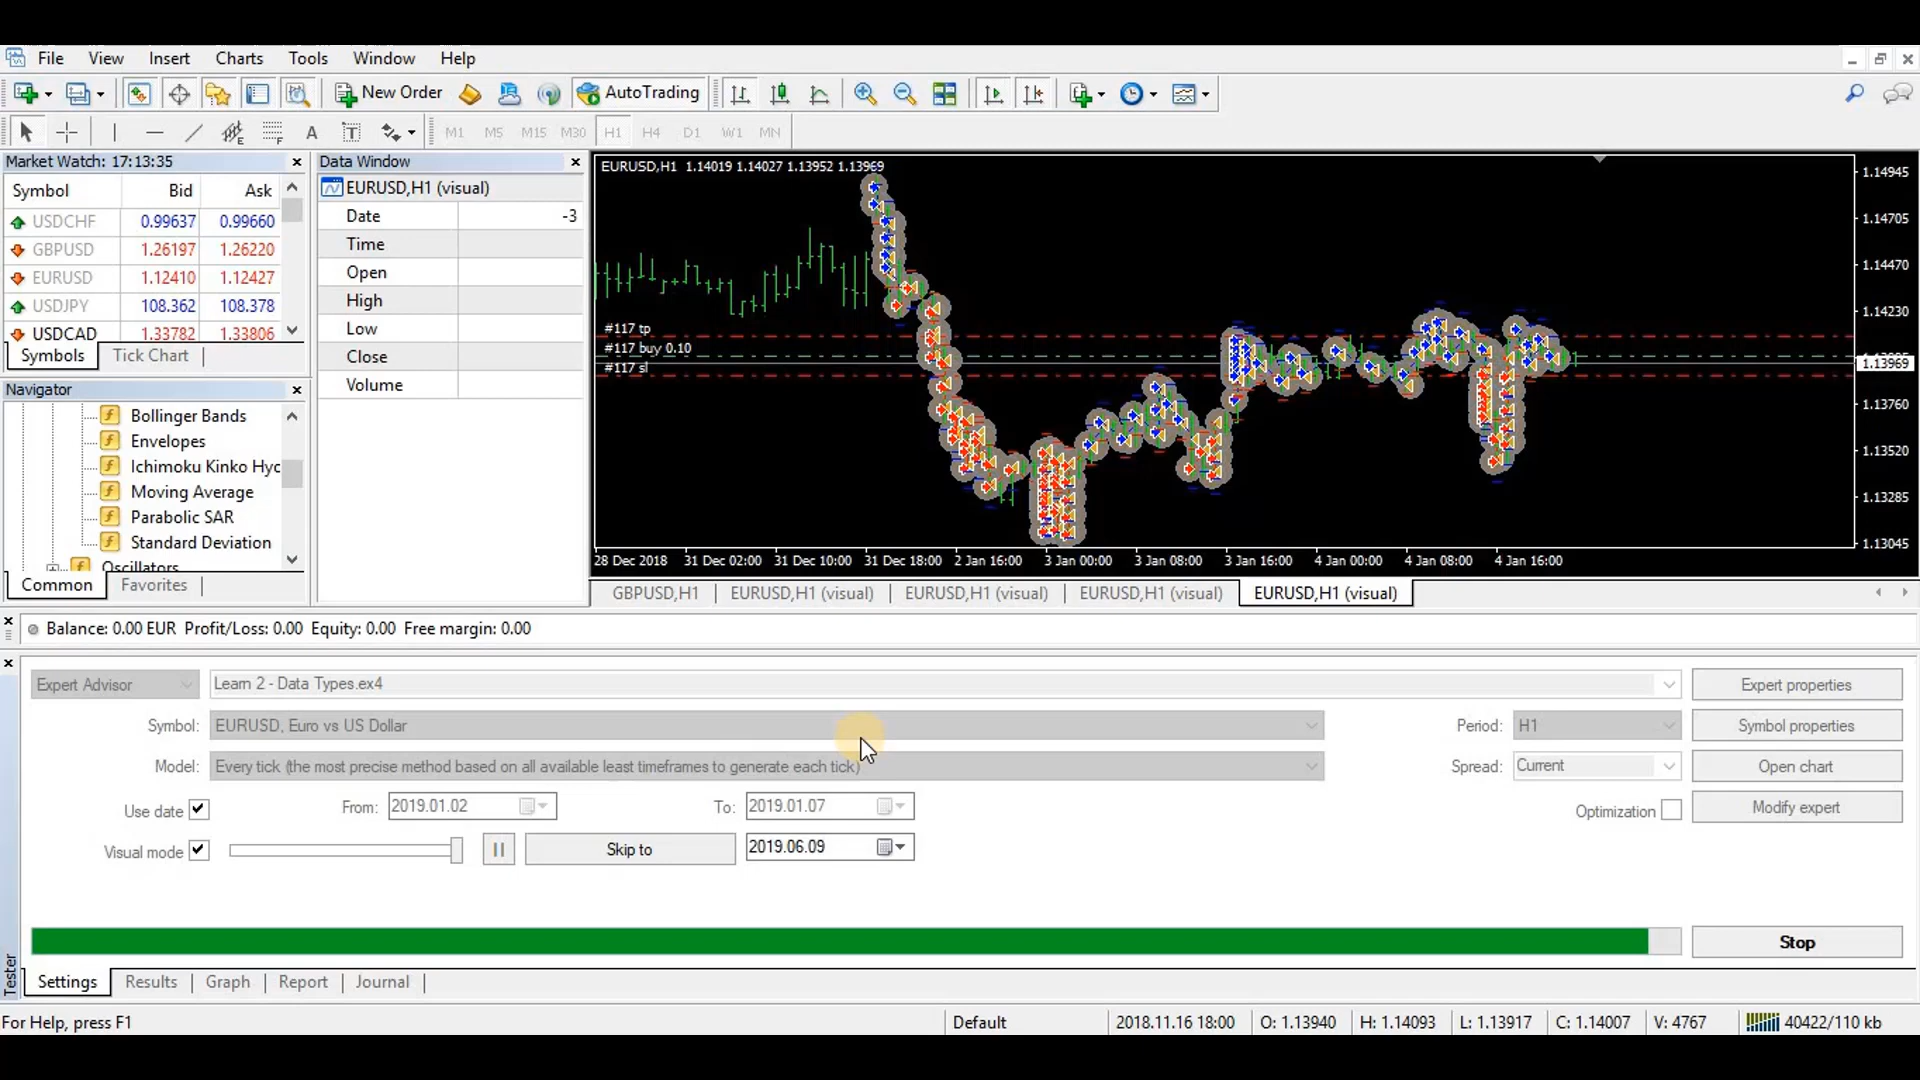 File View Insert Charts Tools Window Help
New Order AutoTrading
A T M1 M5 M15 M30 H1 H4 D1 W1 MN
Market Watch: 17:13:35
Symbol Bid Ask
USDCHF 0.99637 0.99660
GBPUSD 1.26197 1.26220
EURUSD 1.12410 1.12427
USDJPY 108.362 108.378
USDCAD 1.33782 1.33806
Symbols Tick Chart
Navigator
Bollinger Bands
Envelopes
Ichimoku Kinko Hyc
Moving Average
Parabolic SAR
Standard Deviation
Oscillators
Common Favorites
Data Window
EURUSD,H1 (visual)
Date -3
Time
Open
High
Low
Close
Volume
EURUSD,H1 1.14019 1.14027 1.13952 1.13969
#117 tp
#117 buy 0.10
#117 sl
1.14945
1.14705
1.14470
1.14230
1.13969
1.13760
1.13520
1.13285
1.13045
28 Dec 2018 31 Dec 02:00 31 Dec 10:00 31 Dec 18:00 2 Jan 16:00 3 Jan 00:00 3 Jan 08:00 3 Jan 16:00 4 Jan 00:00 4 Jan 08:00 4 Jan 16:00
GBPUSD,H1 EURUSD,H1 (visual) EURUSD,H1 (visual) EURUSD,H1 (visual) EURUSD,H1 (visual)
Balance: 0.00 EUR Profit/Loss: 0.00 Equity: 0.00 Free margin: 0.00
Expert Advisor Learn 2 - Data Types.ex4 Expert properties
Symbol: EURUSD, Euro vs US Dollar Period: H1 Symbol properties
Model: Every tick (the most precise method based on all available least timeframes to generate each tick) Spread: Current Open chart
Use date From: 2019.01.02 To: 2019.01.07 Optimization Modify expert
Visual mode Skip to 2019.06.09
Stop
Tester
Settings Results Graph Report Journal
For Help, press F1 Default 2018.11.16 18:00 O: 1.13940 H: 1.14093 L: 1.13917 C: 1.14007 V: 4767 40422/110 kb